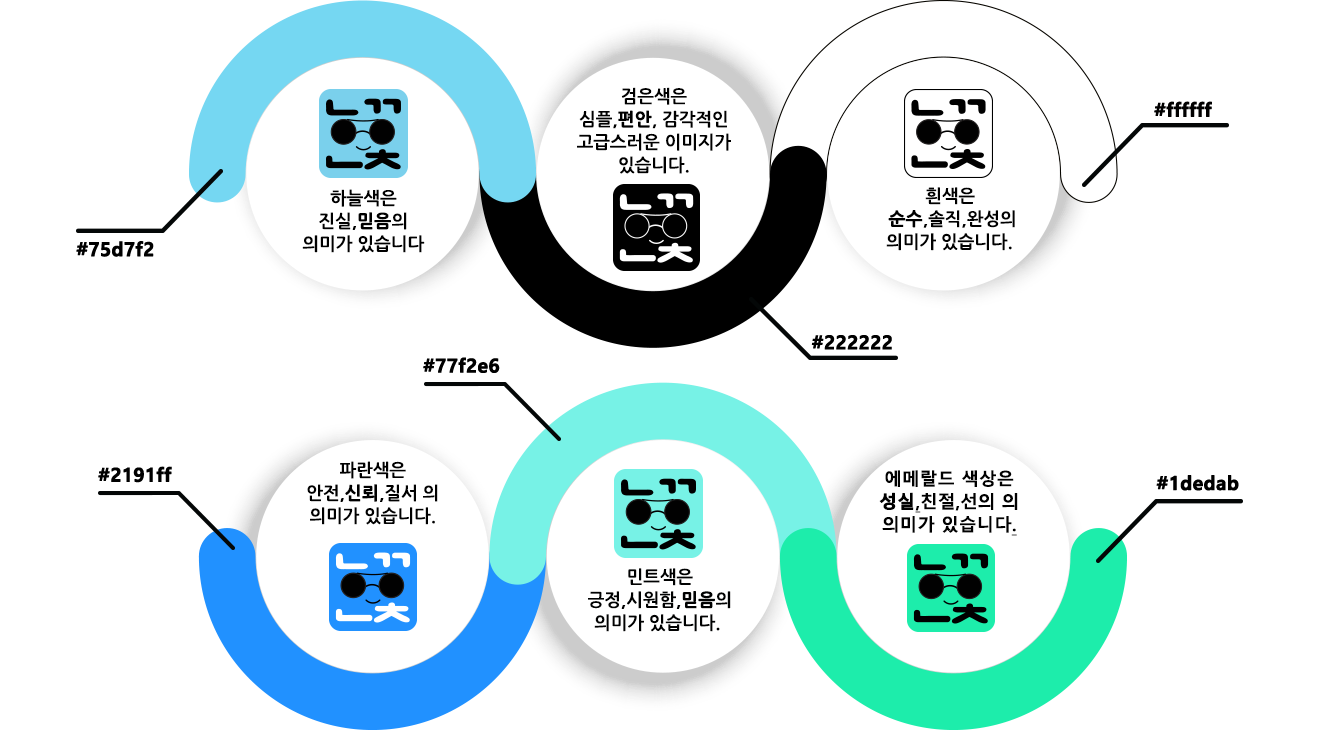 하늘색은
진실,믿음의
의미가 있습니다
#75d7f2
검은색은
심플,편안, 감각적인
고급스러운 이미지가
있습니다.
#222222
흰색은
순수,솔직,완성의
의미가 있습니다.
#ffffff
#2191ff
파란색은
안전,신뢰,질서 의
의미가 있습니다.
#77f2e6
민트색은
긍정,시원함,믿음의
의미가 있습니다.
에메랄드 색상은
성실,친절,선의 의
의미가 있습니다.
#1dedab